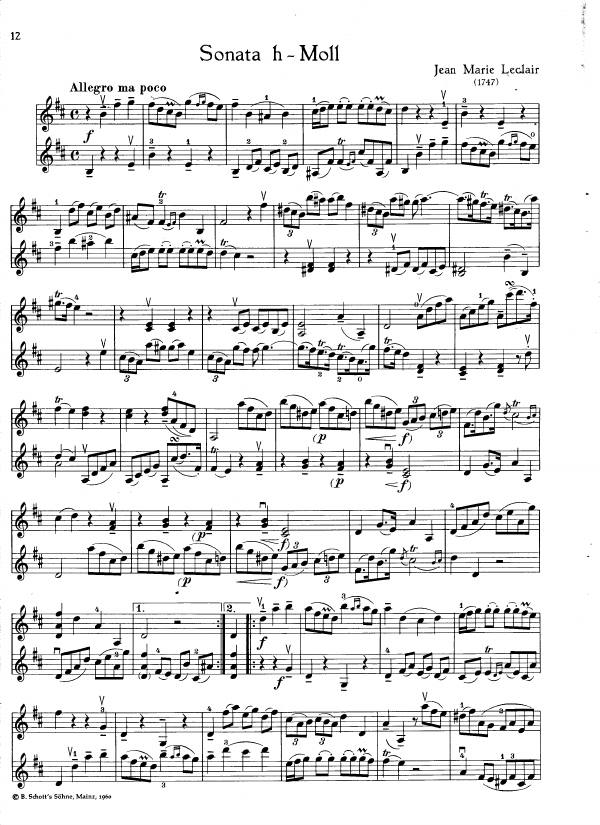 12
Sonata h-Moll
Jean Marie Leclair
(1747)
Allegro ma poco
© B. Schott's Söhne, Mainz, 1960